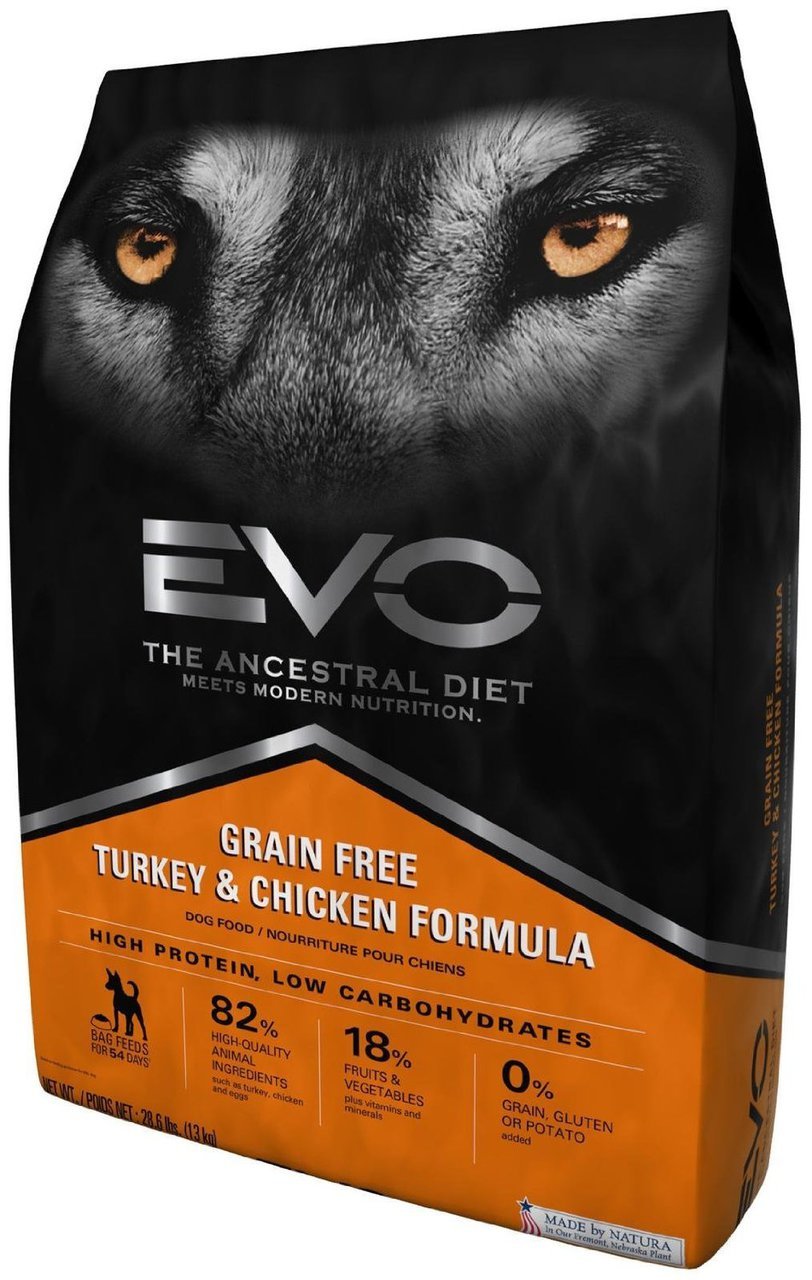 EVO
THE ANCESTRAL DIET
MEETS MODERN NUTRITION.
GRAIN FREE
TURKEY & CHICKEN FORMULA
DOG FOOD / NOURRITURE POUR CHIENS
HIGH PROTEIN, LOW CARBOHYDRATES
BAG FEEDS
FOR 54 DAYS
82%
HIGH-QUALITY
ANIMAL
INGREDIENTS
such as turkey, chicken
and eggs
18%
FRUITS &
VEGETABLES
plus vitamins and
minerals
0%
GRAIN, GLUTEN
OR POTATO
added
NET WT. / POIDS NET : 28.6 lbs. (13 kg)
MADE by NATURA
In Our Fremont, Nebraska Plant
GRAIN FREE
TURKEY & CHICKEN FORMULA
EVO